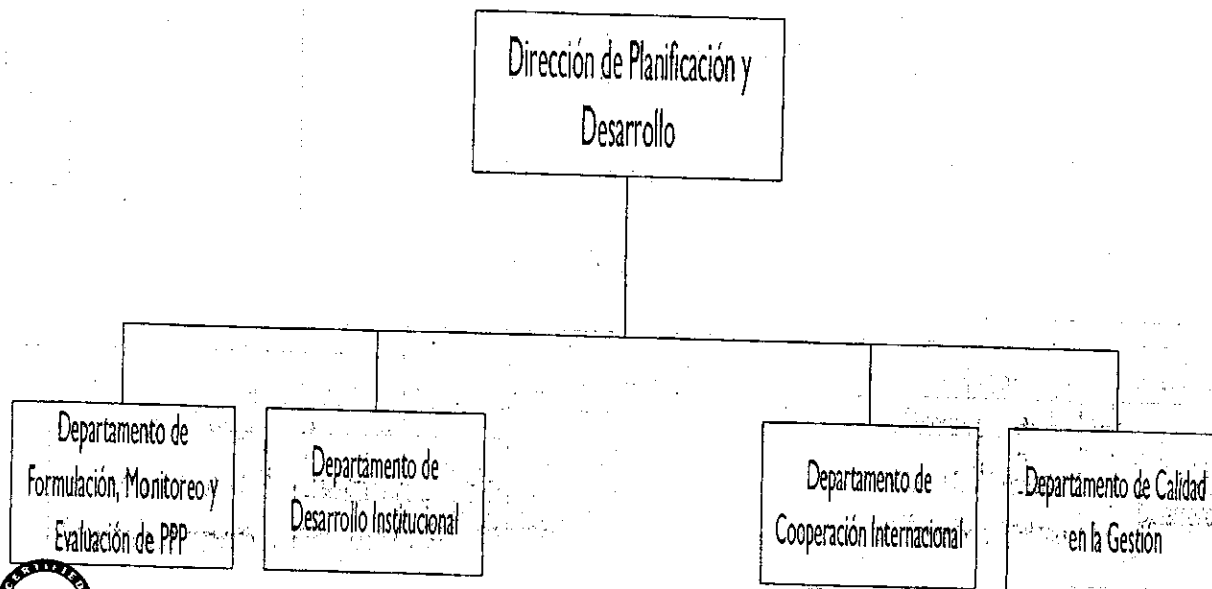 Dirección de Planificación y
Desarrollo
Departamento de
Formulación, Monitoreo y
Evaluación de PPP
Departamento de
Desarrollo Institucional
Departamento de
Cooperación Internacional
Departamento de Calidad
en la Gestión
CERTIFIED